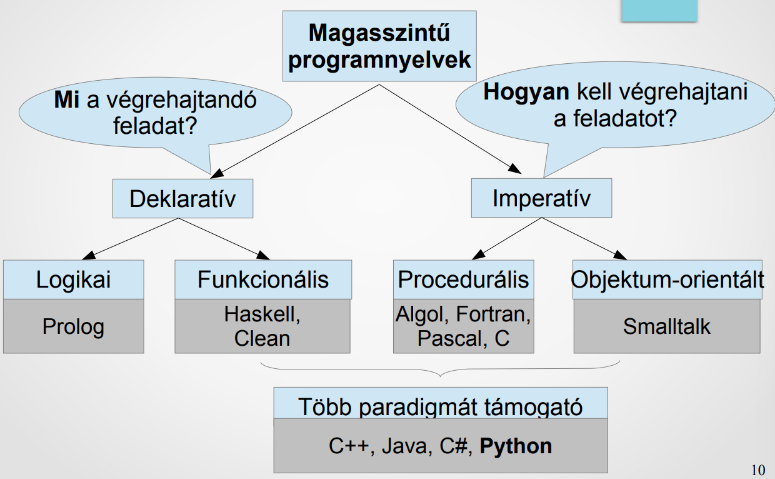 Magasszintű
programnyelvek
Mi a végrehajtandó
feladat?
Hogyan kell végrehajtani
a feladatot?
Deklaratív
Imperatív
Logikai
Prolog
Funkcionális
Haskell,
Clean
Procedurális
Algol, Fortran,
Pascal, C
Objektum-orientált
Smalltalk
Több paradigmát támogató
C++, Java, C#, Python
10